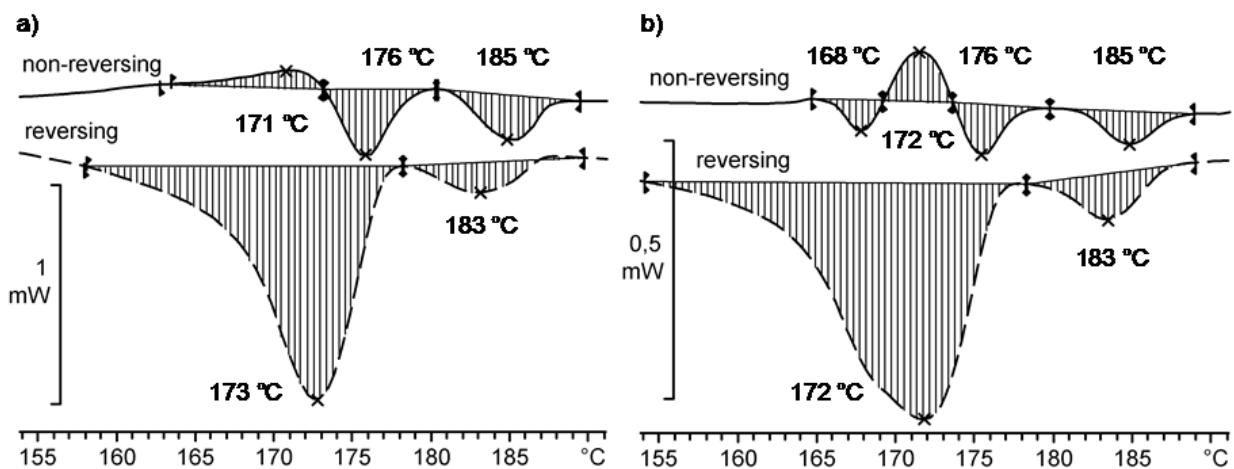 a)
non-reversing
176 ºC
185 ºC
171 ºC
reversing
183 ºC
1
mW
173 ºC
155 160 165 170 175 180 185 ºC
b)
168 ºC
176 ºC
185 ºC
non-reversing
172 ºC
reversing
183 ºC
0,5
mW
172 ºC
155 160 165 170 175 180 185 ºC